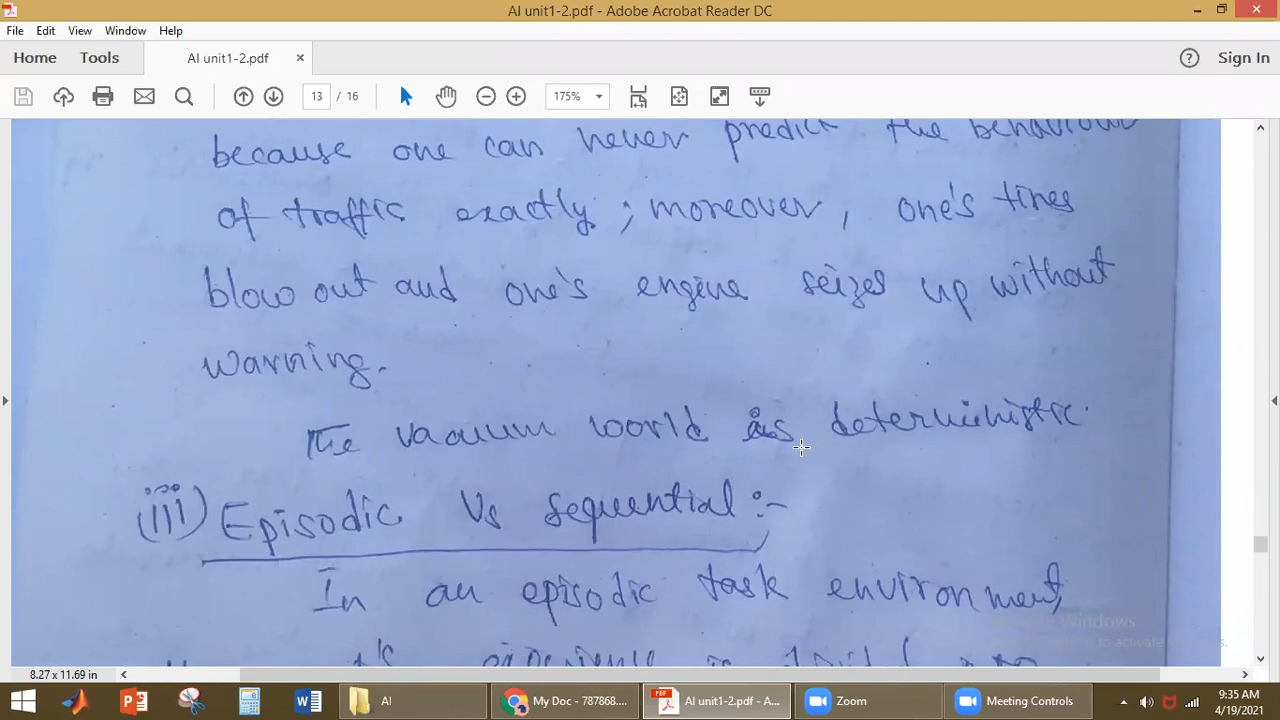 AI unit1-2.pdf - Adobe Acrobat Reader DC
File Edit View Window Help
Home Tools AI unit1-2.pdf × Sign In
13 / 16 175%
because one can never predict the behaviour
of traffic exactly; moreover, one's tires
blow out and one's engine seizes up without
warning.
The vacuum world is deterministic.
(iii) Episodic Vs sequential :-
In an episodic task environment,
experience is
Activate Windows
8.27 x 11.69 in
AI My Doc - 787868.... AI unit1-2.pdf - A... Zoom Meeting Controls 9:35 AM
4/19/2021